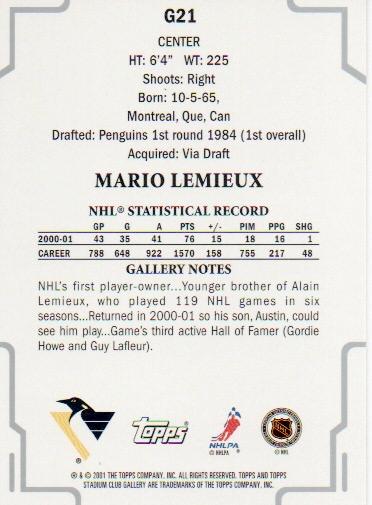 G21
CENTER
HT: 6'4" WT: 225
Shoots: Right
Born: 10-5-65,
Montreal, Que, Can
Drafted: Penguins 1st round 1984 (1st overall)
Acquired: Via Draft
MARIO LEMIEUX
NHL® STATISTICAL RECORD
GP G A PTS +/- PIM PPG SHG
2000-01 43 35 41 76 15 18 16 1
CAREER 788 648 922 1570 158 755 217 48
GALLERY NOTES
NHL's first player-owner...Younger brother of Alain
Lemieux, who played 119 NHL games in six
seasons...Returned in 2000-01 so his son, Austin, could
see him play...Game's third active Hall of Famer (Gordie
Howe and Guy Lafleur).
®
Topps®
NHLPA
© NHLPA
NHL
© NHL
® & © 2001 THE TOPPS COMPANY, INC. ALL RIGHTS RESERVED. TOPPS AND TOPPS
STADIUM CLUB GALLERY ARE TRADEMARKS OF THE TOPPS COMPANY, INC.